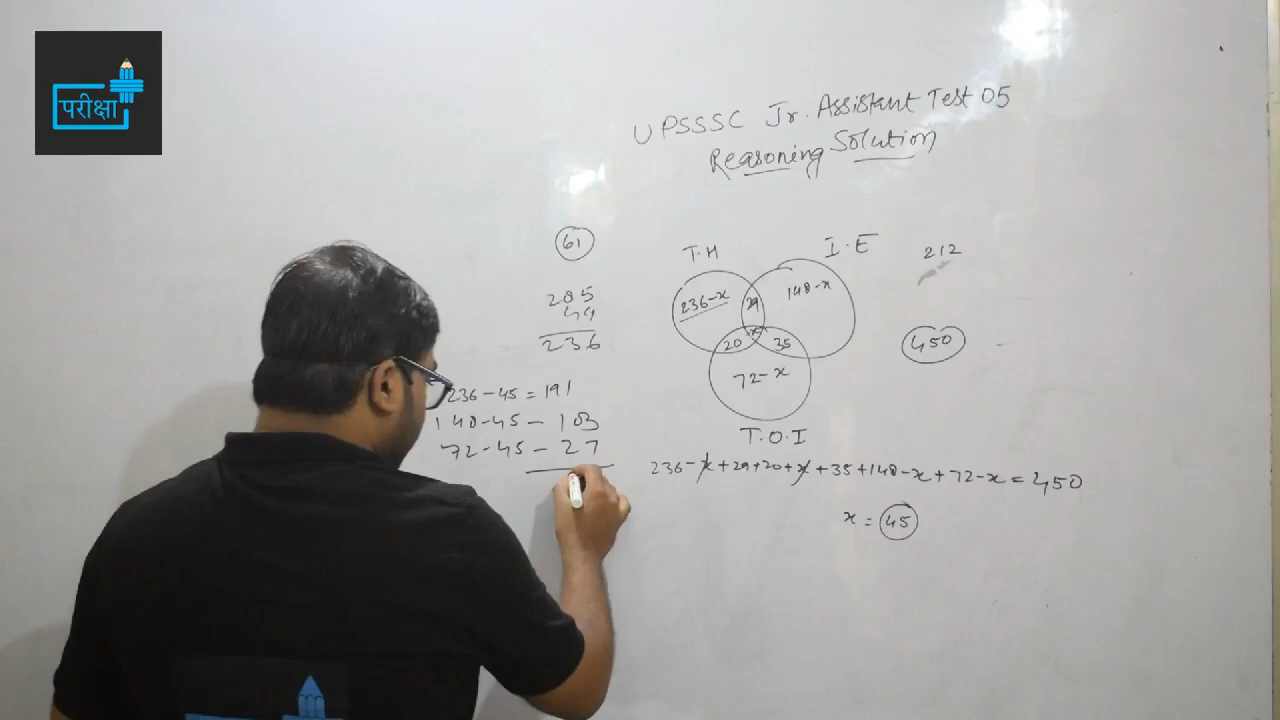 परीक्षा
UPSSSC Jr. Assistant Test 05
Reasoning Solution
61
T.H
I.E
212
285
49
236
236-x
29
148-x
x
20
35
450
72-x
T.O.I
236-45 = 191
148-45 - 103
72-45 - 27
236-x+29+20+x+35+148-x+72-x=450
x = 45